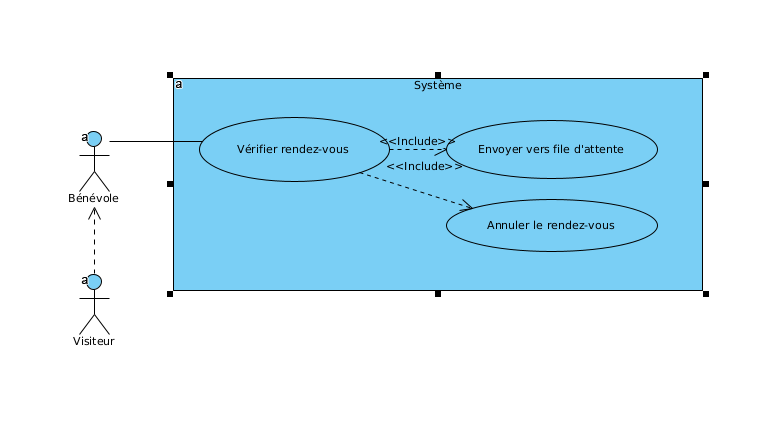 a
Système
a
Bénévole
Vérifier rendez-vous
<<Include>>
Envoyer vers file d'attente
<<Include>>
Annuler le rendez-vous
a
Visiteur